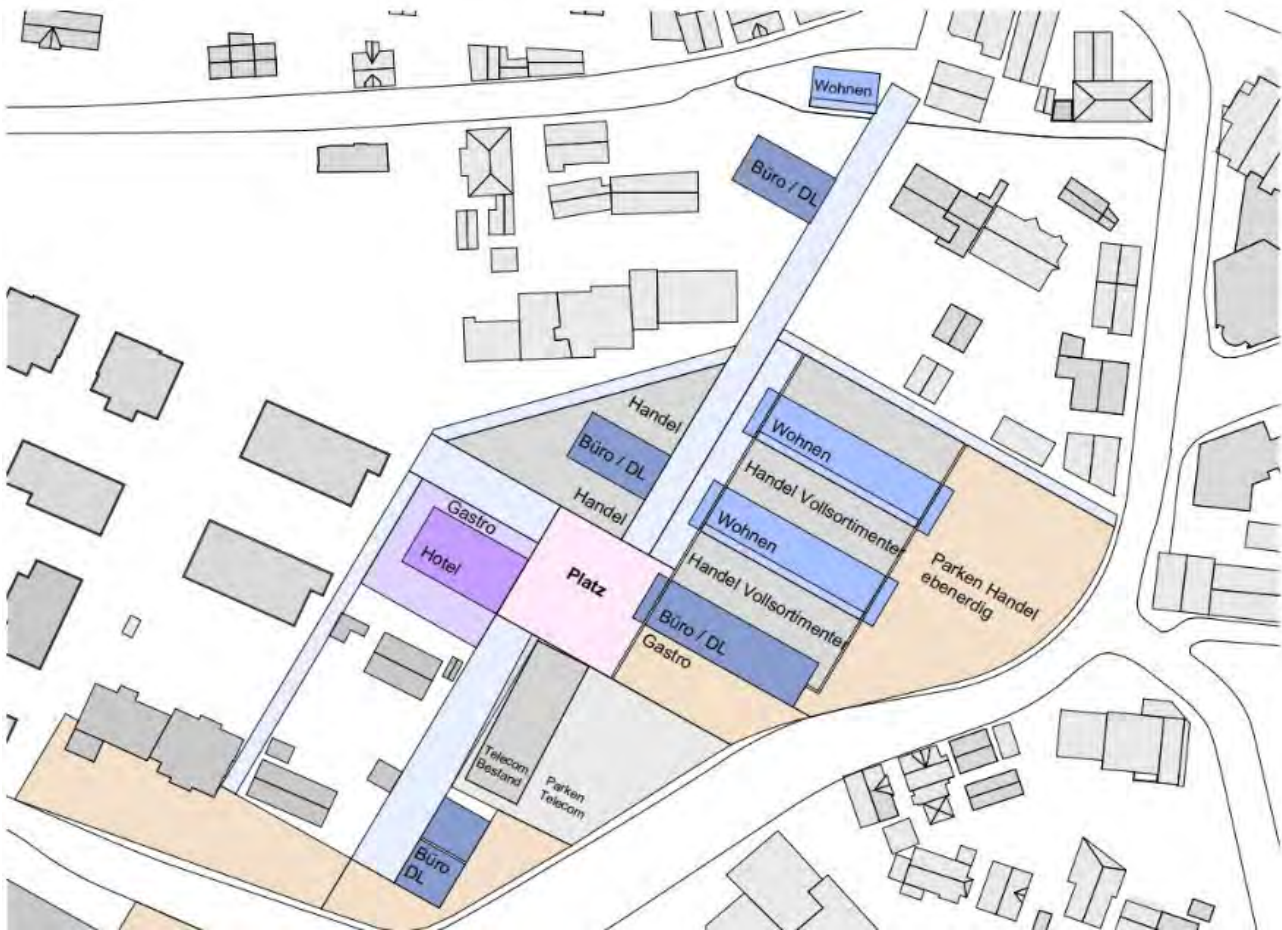 Wohnen
Büro / DL
Handel
Büro / DL
Handel
Wohnen
Handel Vollsortimenter
Wohnen
Handel Vollsortimenter
Büro / DL
Gastro
Parken Handel
ebenerdig
Gastro
Hotel
Platz
Telecom
Bestand
Parken
Telecom
Büro
DL